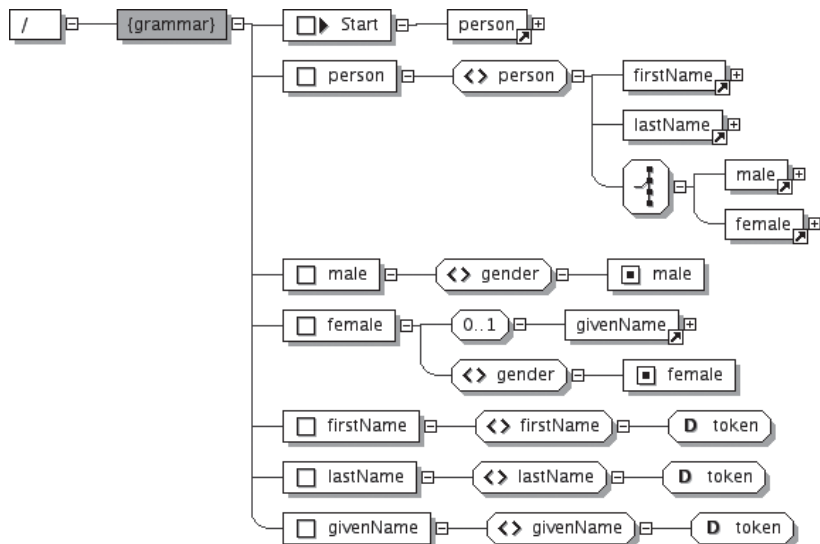 / {grammar} Start person
person person firstName
lastName
male
female
male gender male
female 0..1 givenName
gender female
firstName firstName D token
lastName lastName D token
givenName givenName D token